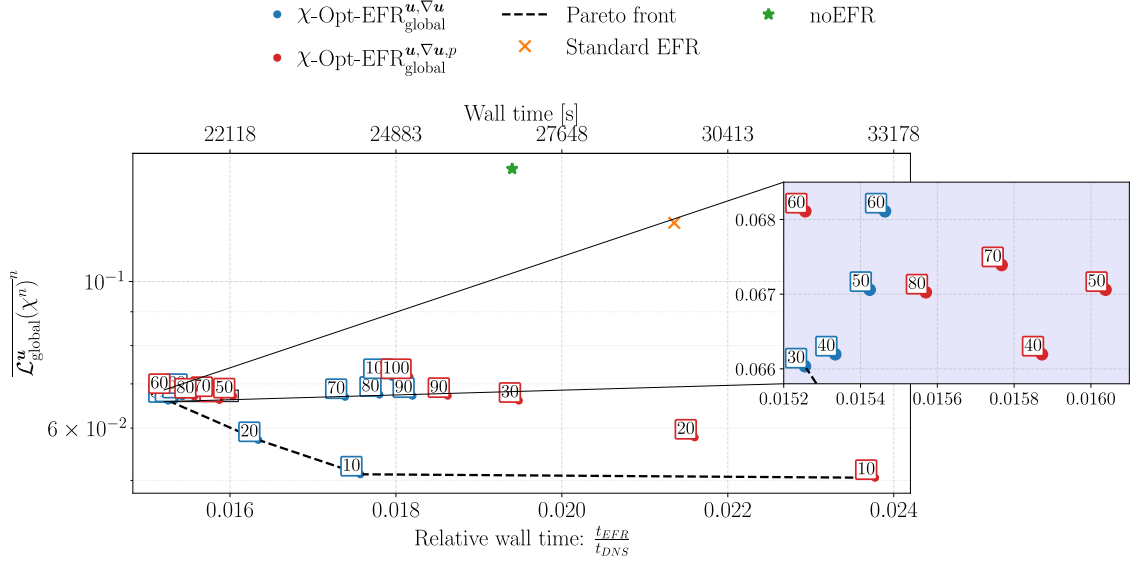 χ-Opt-EFR^{u,∇u}_{global}
χ-Opt-EFR^{u,∇u,p}_{global}
Pareto front
Standard EFR
noEFR
Wall time [s]
22118 24883 27648 30413 33178
10^{-1}
6 × 10^{-2}
\overline{𝓛^{u}_{global}(χ^n)}^n
60 80 70 50
70 80 90 10 100 90 30
20 10 20 10
0.016 0.018 0.020 0.022 0.024
Relative wall time: t_{EFR}/t_{DNS}
0.068
0.067
0.066
60 60
70
50 80 50
40 40
30
0.0152 0.0154 0.0156 0.0158 0.0160